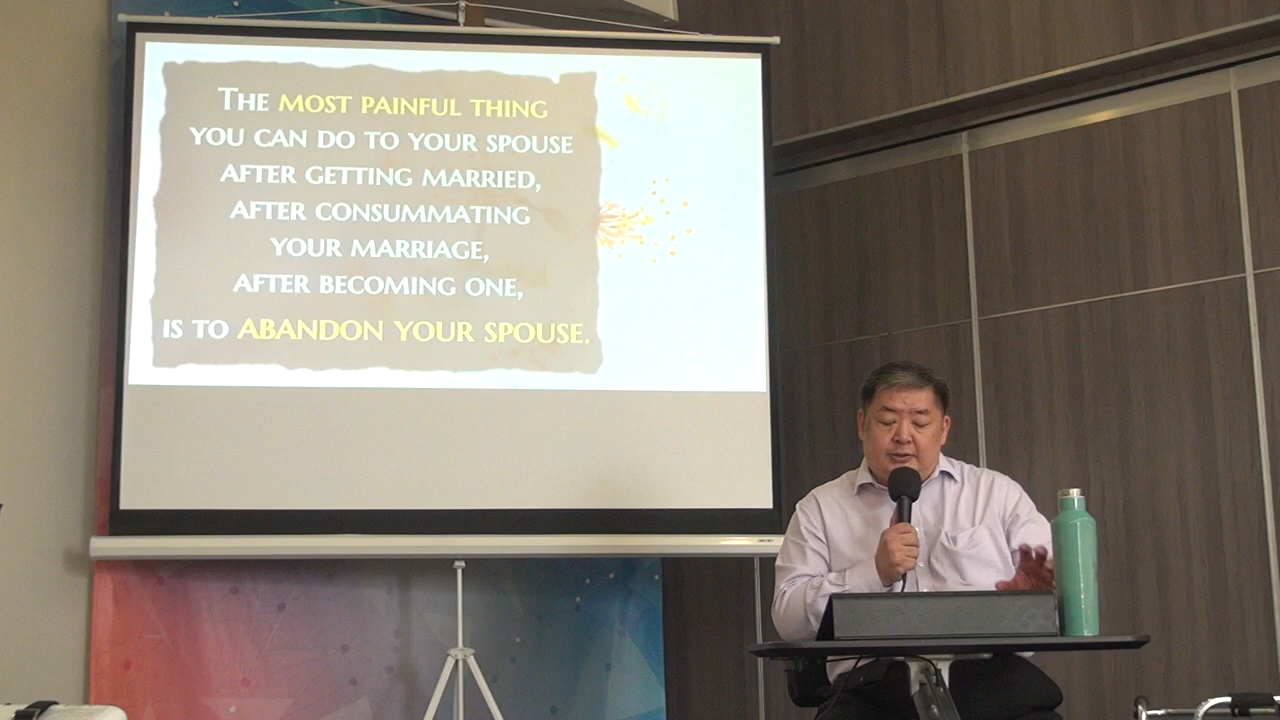 THE MOST PAINFUL THING
YOU CAN DO TO YOUR SPOUSE
AFTER GETTING MARRIED,
AFTER CONSUMMATING
YOUR MARRIAGE,
AFTER BECOMING ONE,
IS TO ABANDON YOUR SPOUSE.